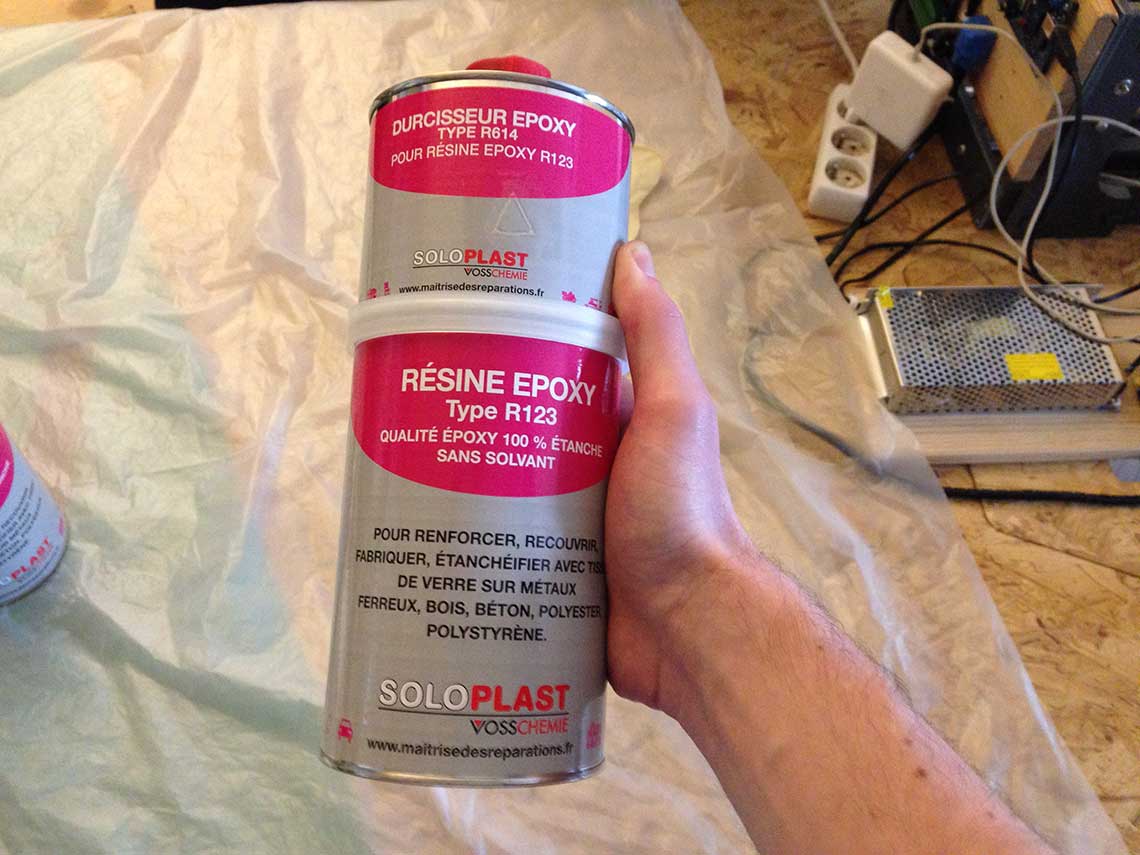 DURCISSEUR EPOXY
TYPE R614
POUR RÉSINE EPOXY R123
SOLOPLAST
VOSSCHEMIE
www.maitrisedesreparations.fr
RÉSINE EPOXY
Type R123
QUALITÉ ÉPOXY 100 % ÉTANCHE
SANS SOLVANT
POUR RENFORCER, RECOUVRIR,
FABRIQUER, ÉTANCHÉIFIER AVEC
DE VERRE SUR MÉTAUX
FERREUX, BOIS, BÉTON, POLYESTER,
POLYSTYRÈNE.
SOLOPLAST
VOSSCHEMIE
www.maitrisedesreparations.fr
PLAST